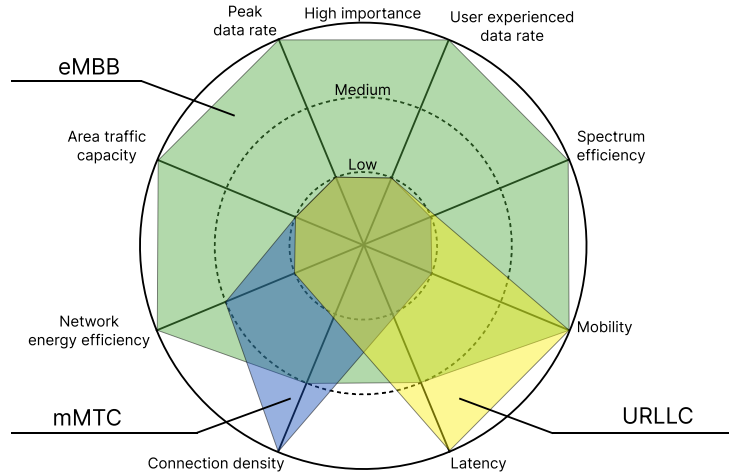 Peak
data rate
High importance
User experienced
data rate
eMBB
Medium
Area traffic
capacity
Spectrum
efficiency
Low
Network
energy efficiency
Mobility
mMTC
URLLC
Connection density
Latency